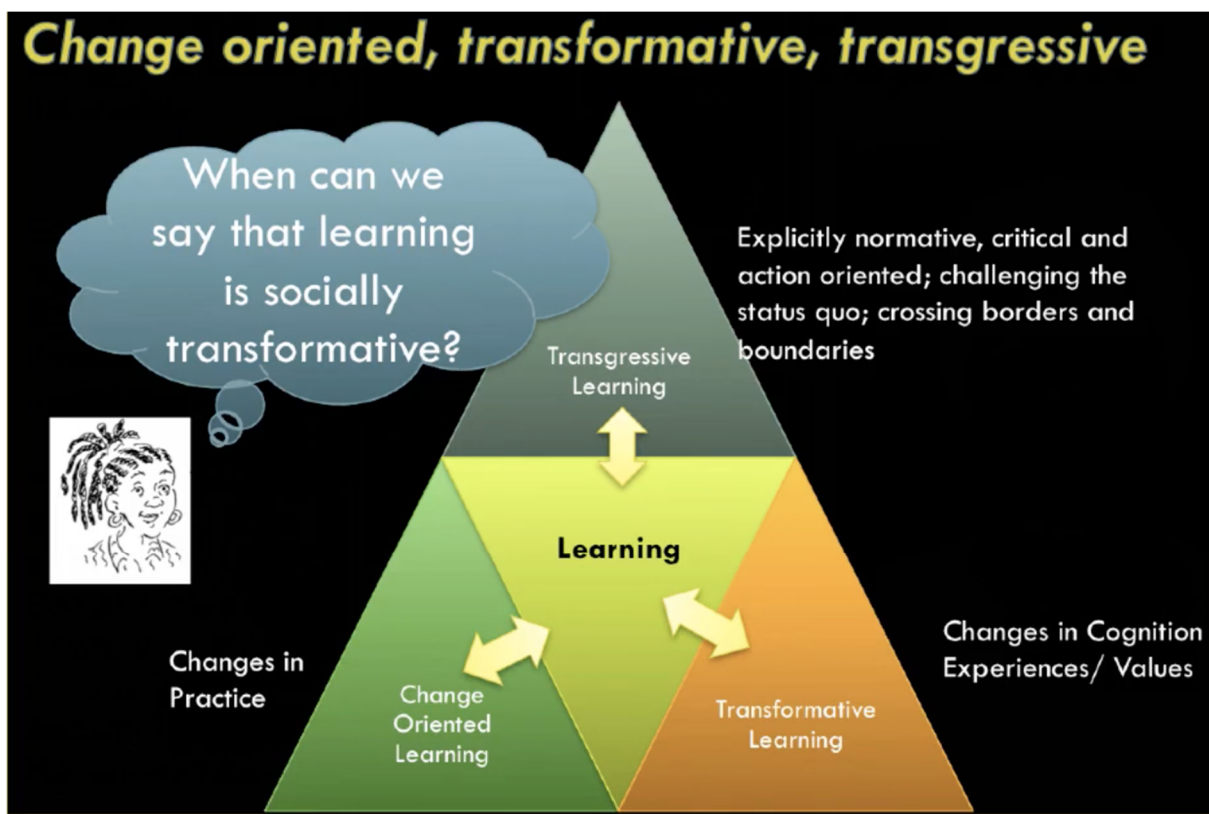 Change oriented, transformative, transgressive
When can we
say that learning
is socially
transformative?
Explicitly normative, critical and
action oriented; challenging the
status quo; crossing borders and
boundaries
Transgressive
Learning
Learning
Changes in
Practice
Change
Oriented
Learning
Transformative
Learning
Changes in Cognition
Experiences/ Values